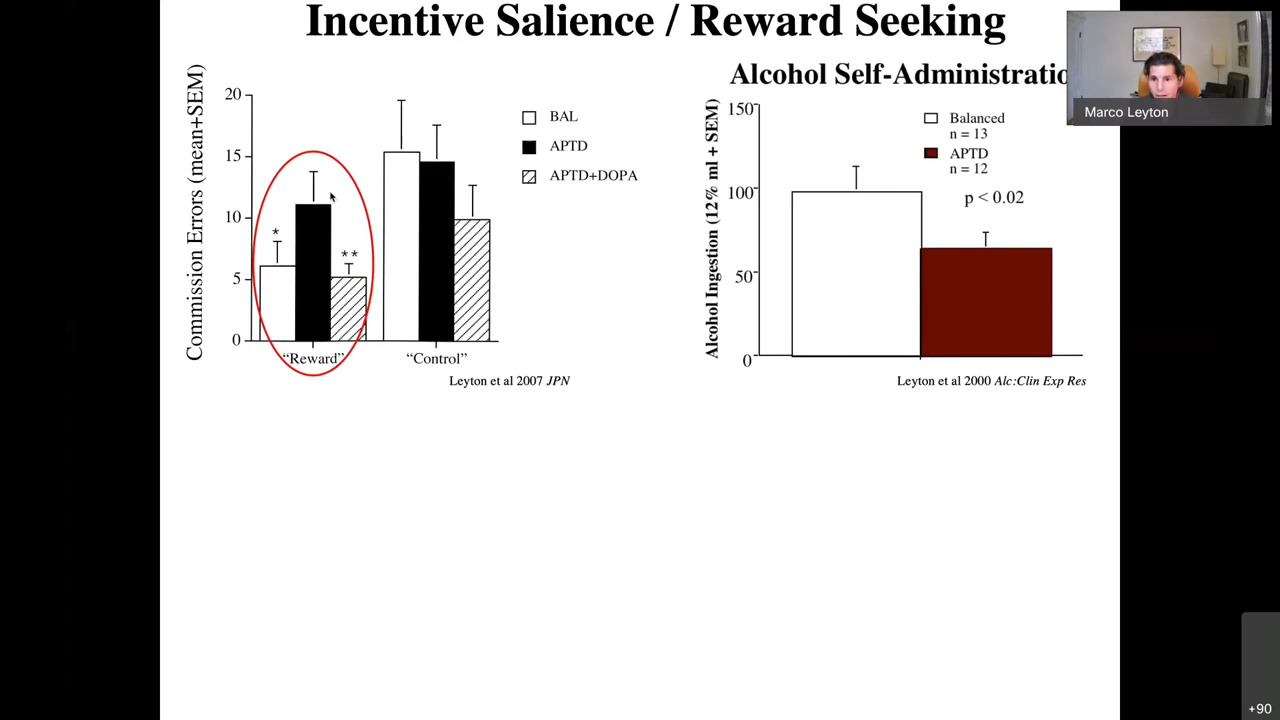 Incentive Salience / Reward Seeking
Commission Errors (mean+SEM)
20
15
10
5
0
*
**
BAL
APTD
APTD+DOPA
“Reward”
“Control”
Leyton et al 2007 JPN
Alcohol Self-Administratio
Alcohol Ingestion (12% ml + SEM)
150
100
50
0
Balanced
n = 13
APTD
n = 12
p < 0.02
Leyton et al 2000 Alc:Clin Exp Res
Marco Leyton
+90